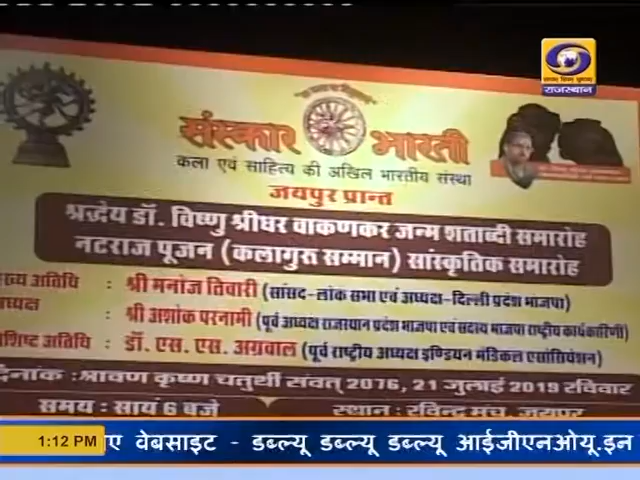 राजस्थान
संस्कार भारती
कला एवं साहित्य की अखिल भारतीय संस्था
जयपुर प्रान्त
श्रद्धेय डॉ. विष्णु श्रीधर वाकणकर जन्म शताब्दी समारोह
नटराज पूजन (कलागुरु सम्मान) सांस्कृतिक समारोह
अतिथि : श्री मनोज तिवारी (सांसद-लोक सभा एवं अध्यक्ष-दिल्ली प्रदेश भाजपा)
: श्री अशोक परनामी (पूर्व अध्यक्ष राजस्थान प्रदेश भाजपा एवं सदस्य भाजपा राष्ट्रीय कार्यकारिणी)
अतिथि : डॉ. एस. एस. अग्रवाल (पूर्व राष्ट्रीय अध्यक्ष इण्डियन मेडिकल एसोसिएशन)
दिनांक : श्रावण कृष्ण चतुर्थी संवत् 2076, 21 जुलाई 2019 रविवार
समय : सायं 6 बजे स्थान : रविन्द्र मंच, जयपुर
1:12 PM वेबसाइट - डब्ल्यू डब्ल्यू डब्ल्यू आईजीएनओयू.इन